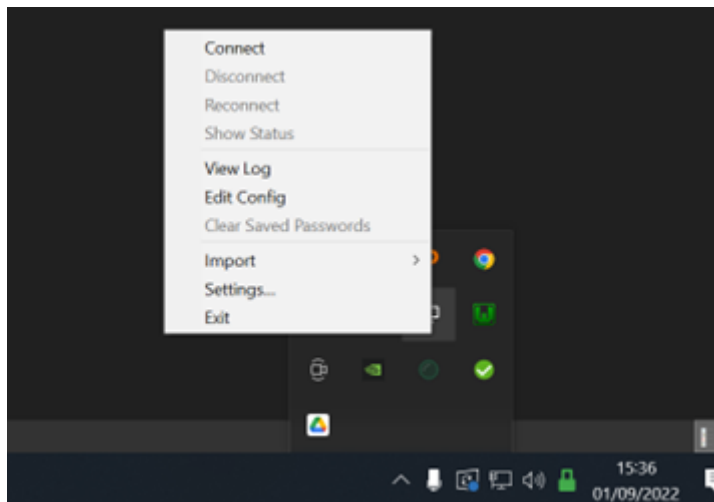 Connect
Disconnect
Reconnect
Show Status
View Log
Edit Config
Clear Saved Passwords
Import
Settings...
Exit
15:36
01/09/2022